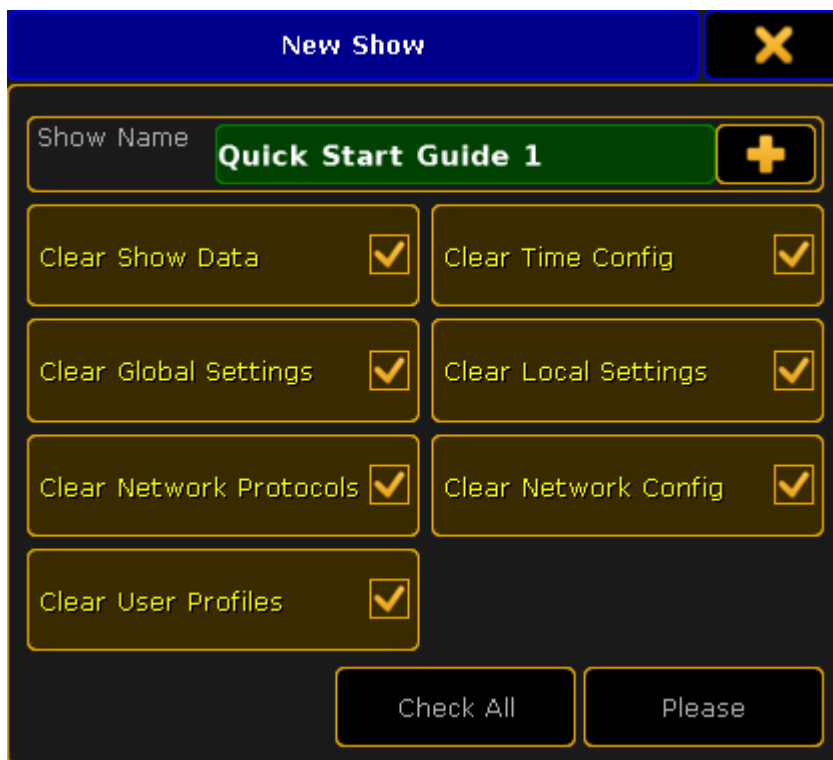 New Show
Show Name
Quick Start Guide 1
Clear Show Data
Clear Time Config
Clear Global Settings
Clear Local Settings
Clear Network Protocols
Clear Network Config
Clear User Profiles
Check All
Please